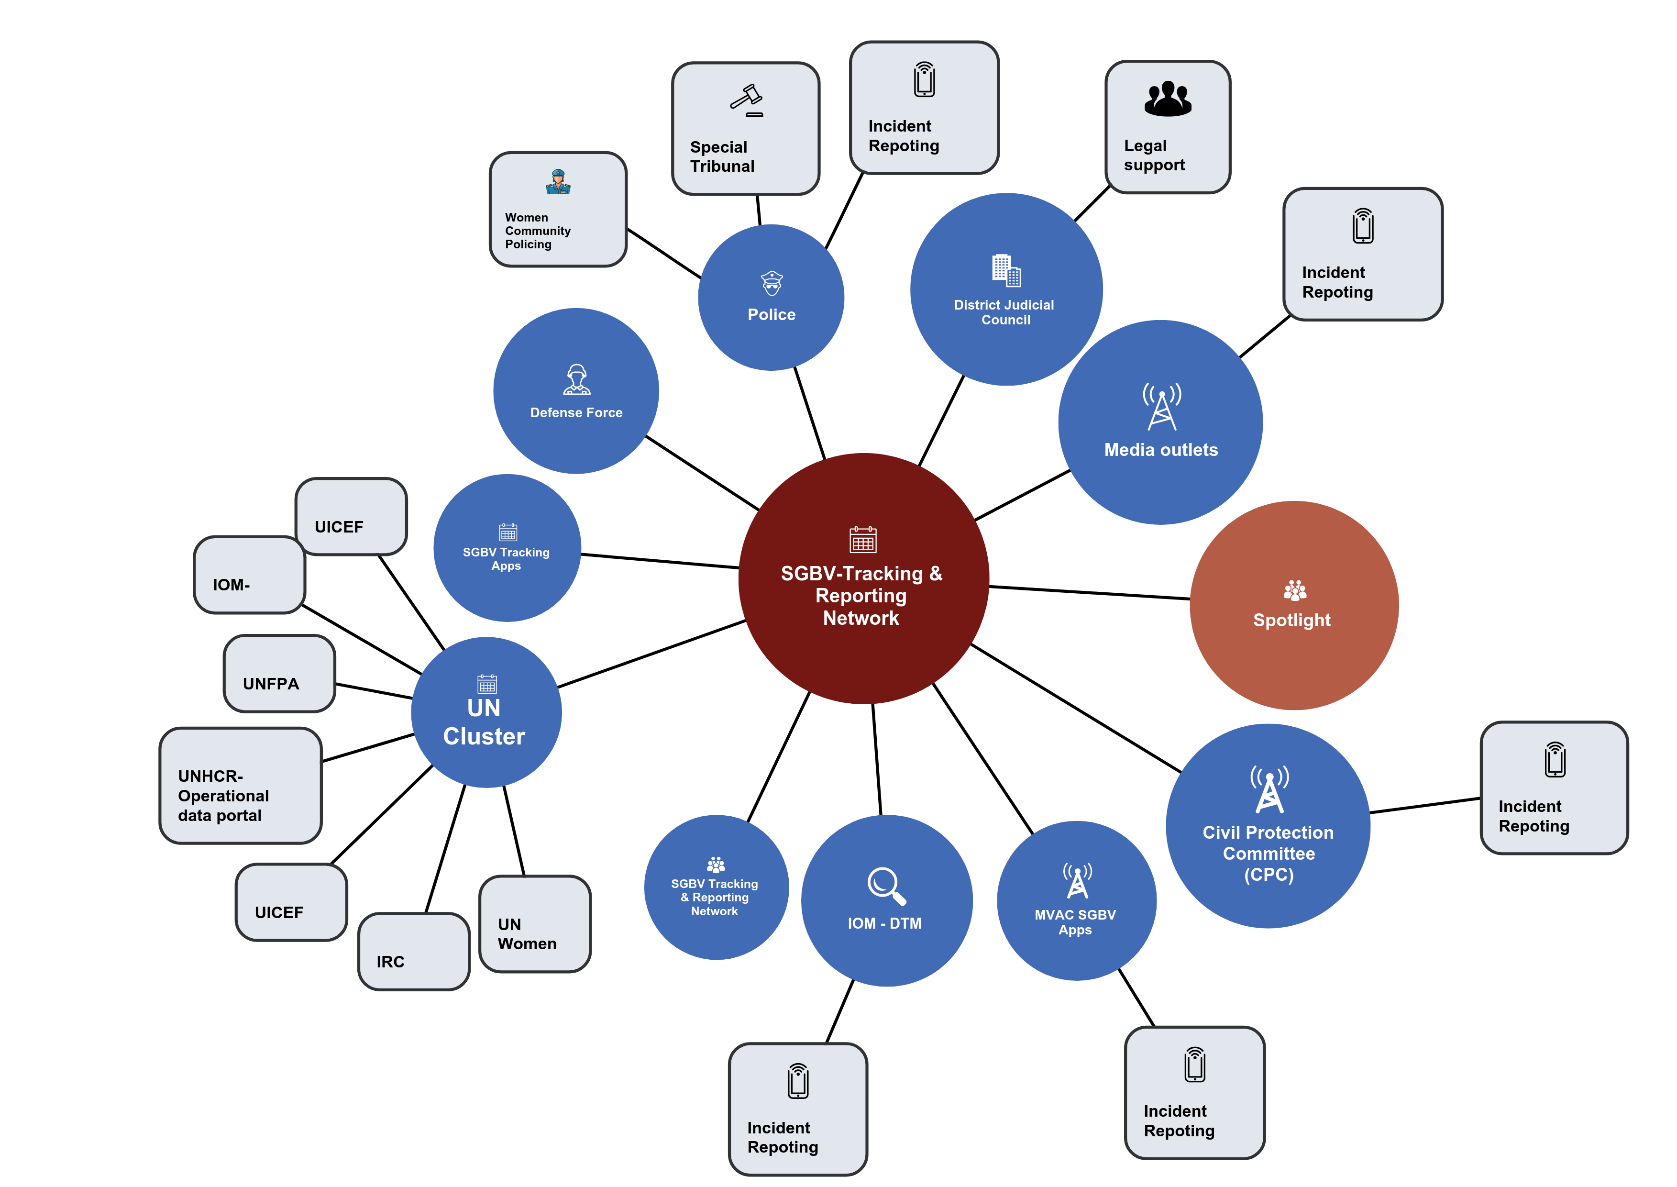 Incident
Repoting
Special
Tribunal
Legal
support
Women
Community
Policing
Incident
Repoting
Police
District Judicial
Council
Defense Force
Media outlets
UICEF
SGBV Tracking
Apps
SGBV-Tracking &
Reporting
Network
IOM-
Spotlight
UNFPA
UN
Cluster
UNHCR-
Operational
data portal
Incident
Repoting
Civil Protection
Committee
(CPC)
SGBV Tracking
& Reporting
Network
IOM - DTM
MVAC SGBV
Apps
UICEF
UN
Women
IRC
Incident
Repoting
Incident
Repoting